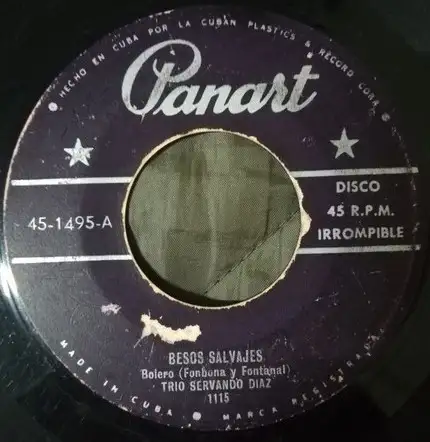 HECHO EN CUBA POR LA CUBAN PLASTICS & RECORD CORP.
Panart
45-1495-A
DISCO
45 R.P.M.
IRROMPIBLE
BESOS SALVAJES
Bolero (Fonbona y Fontanal)
TRIO SERVANDO DIAZ
1115
MADE IN CUBA. MARCA REGISTRADA